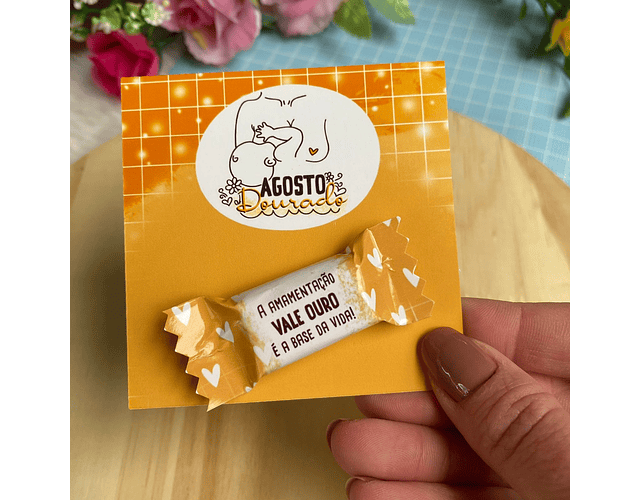 AGOSTO
Dourado
A AMAMENTAÇÃO
VALE OURO
É A BASE DA VIDA!